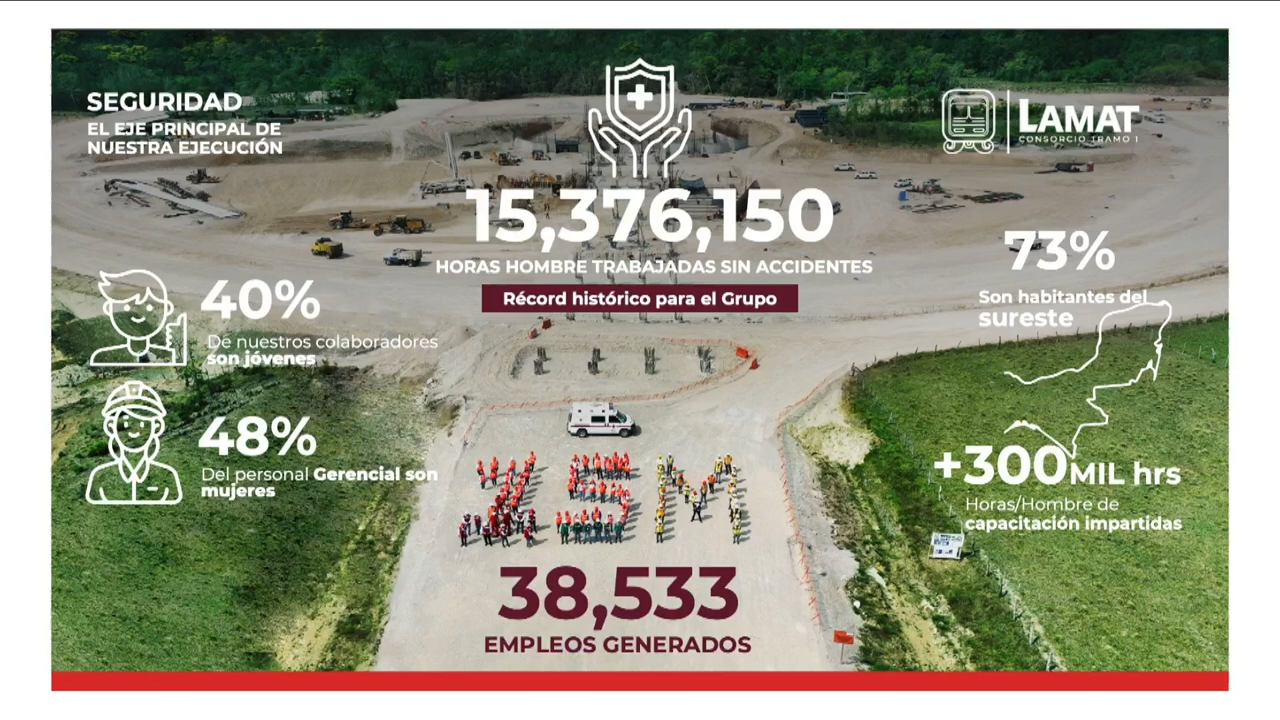 SEGURIDAD
EL EJE PRINCIPAL DE
NUESTRA EJECUCIÓN
LAMAT
CONSORCIO TRAMO I
15,376,150
HORAS HOMBRE TRABAJADAS SIN ACCIDENTES
Récord histórico para el Grupo
40%
De nuestros colaboradores
son jóvenes
48%
Del personal Gerencial son
mujeres
73%
Son habitantes del
sureste
+300MIL hrs
Horas/Hombre de
capacitación impartidas
15M
38,533
EMPLEOS GENERADOS